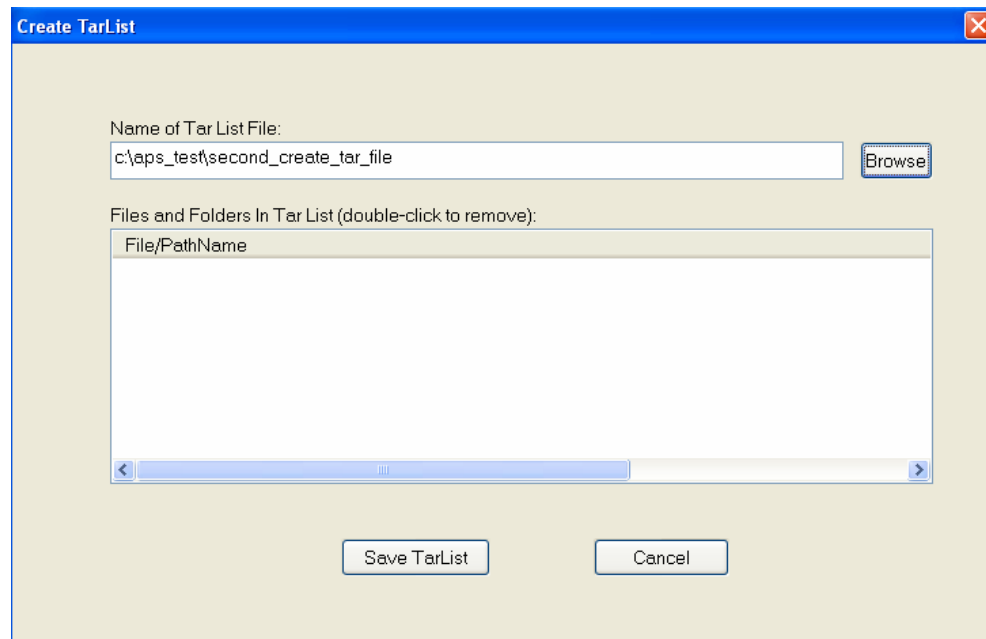 Create TarList
Name of Tar List File:
c:\aps_test\second_create_tar_file
Browse
Files and Folders In Tar List (double-click to remove):
File/PathName
Save TarList
Cancel